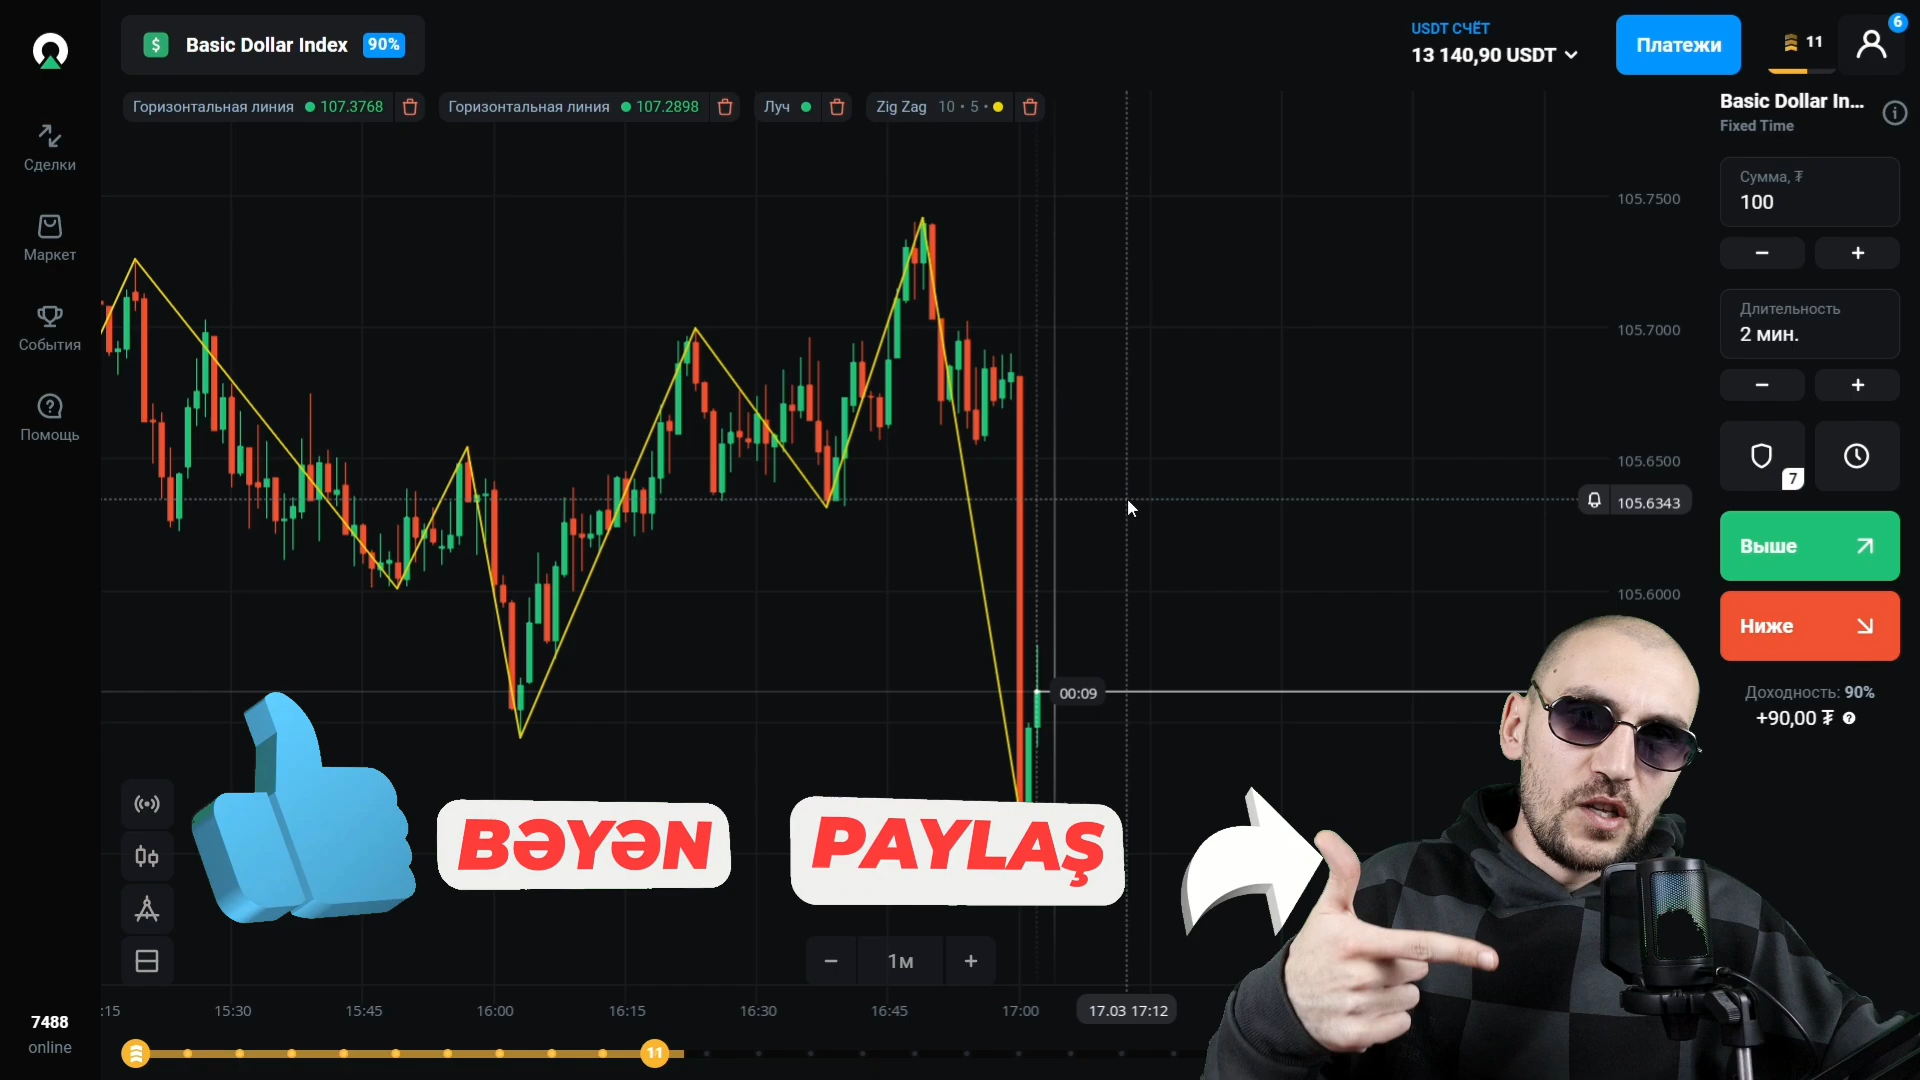 $ Basic Dollar Index 90%
USDT СЧЁТ
13 140,90 USDT
Платежи
11
6
Горизонтальная линия 107.3768
Горизонтальная линия 107.2898
Луч
Zig Zag 10 • 5 •
Basic Dollar In...
Fixed Time
Сделки
Маркет
События
Помощь
Сумма, ₮
100
− +
Длительность
2 мин.
− +
7
Выше
Ниже
Доходность: 90%
+90,00 ₮ ?
105.7500
105.7000
105.6500
105.6343
105.6000
00:09
BƏYƏN
PAYLAŞ
− 1м +
:15 15:30 15:45 16:00 16:15 16:30 16:45 17:00 17.03 17:12
7488
online
11